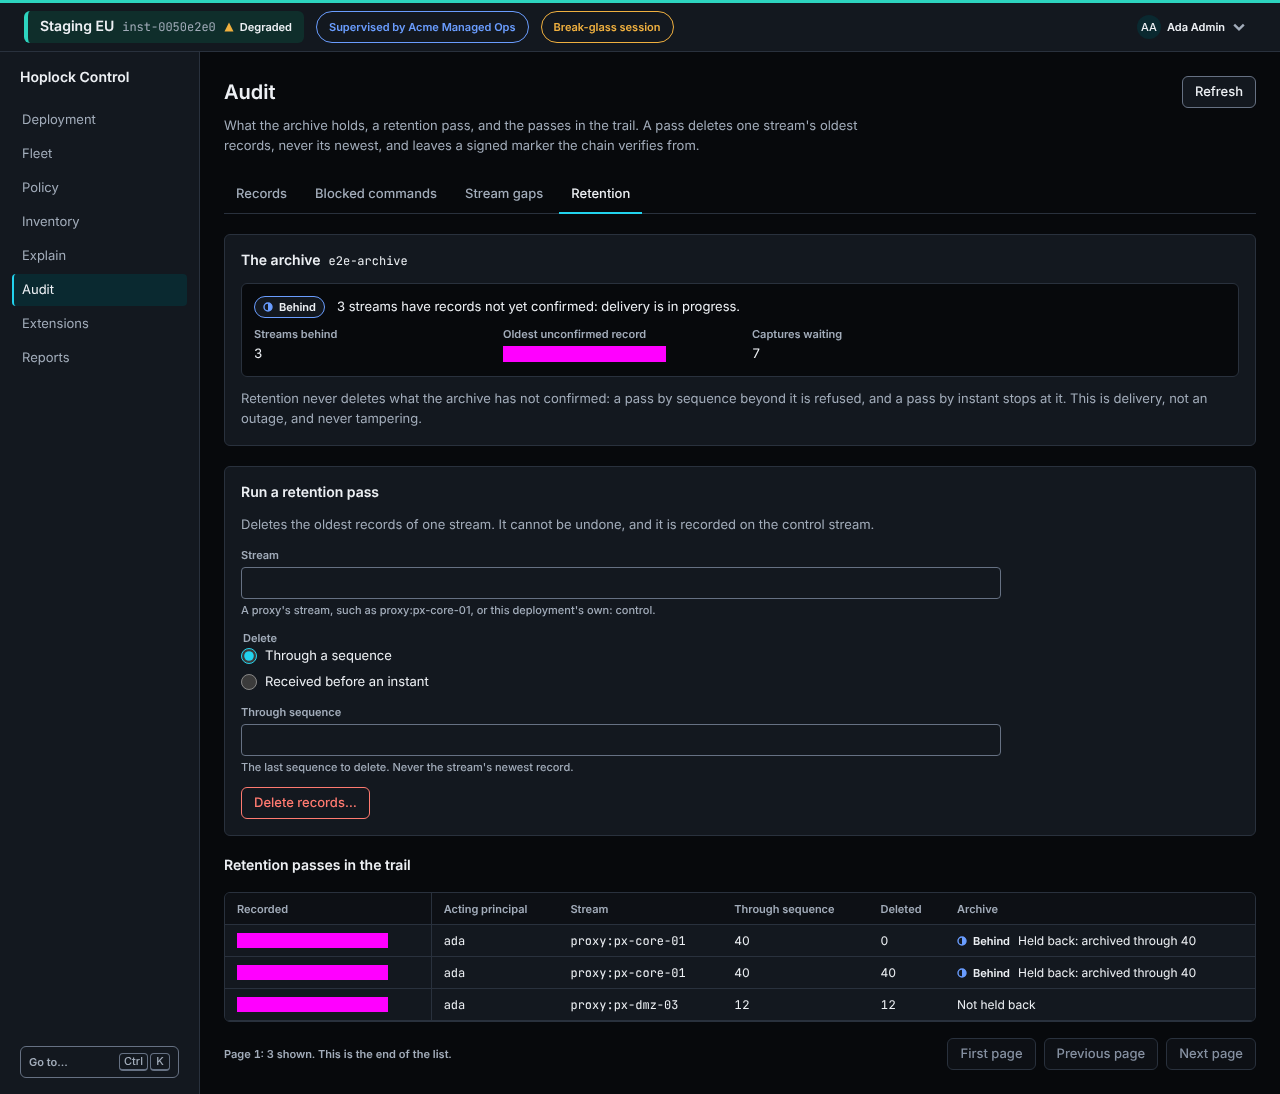 Staging EU inst-0050e2e0 Degraded
Supervised by Acme Managed Ops
Break-glass session
AA Ada Admin
Hoplock Control
Deployment
Fleet
Policy
Inventory
Explain
Audit
Extensions
Reports
Go to... Ctrl K
Audit
Refresh
What the archive holds, a retention pass, and the passes in the trail. A pass deletes one stream's oldest
records, never its newest, and leaves a signed marker the chain verifies from.
Records Blocked commands Stream gaps Retention
The archive e2e-archive
Behind 3 streams have records not yet confirmed: delivery is in progress.
Streams behind Oldest unconfirmed record Captures waiting
3 7
Retention never deletes what the archive has not confirmed: a pass by sequence beyond it is refused, and a pass by instant stops at it. This is delivery, not an
outage, and never tampering.
Run a retention pass
Deletes the oldest records of one stream. It cannot be undone, and it is recorded on the control stream.
Stream
A proxy's stream, such as proxy:px-core-01, or this deployment's own: control.
Delete
Through a sequence
Received before an instant
Through sequence
The last sequence to delete. Never the stream's newest record.
Delete records...
Retention passes in the trail
Recorded Acting principal Stream Through sequence Deleted Archive
ada proxy:px-core-01 40 0 Behind Held back: archived through 40
ada proxy:px-core-01 40 40 Behind Held back: archived through 40
ada proxy:px-dmz-03 12 12 Not held back
Page 1: 3 shown. This is the end of the list.
First page Previous page Next page